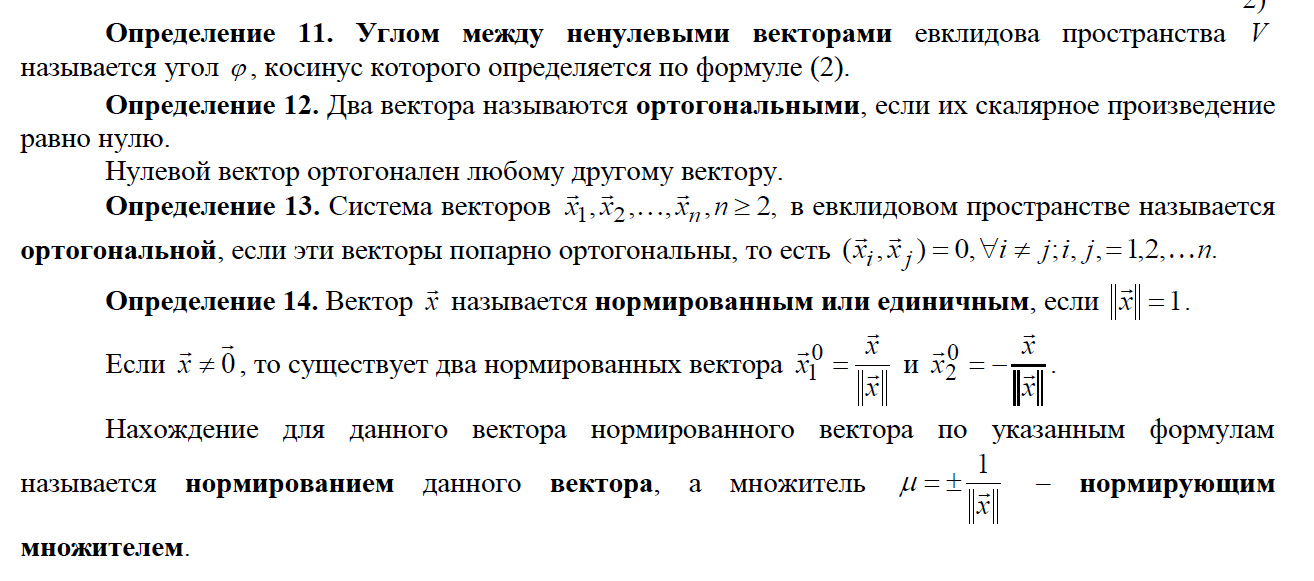 2)
Определение 11. Углом между ненулевыми векторами евклидова пространства V
называется угол φ, косинус которого определяется по формуле (2).
Определение 12. Два вектора называются ортогональными, если их скалярное произведение
равно нулю.
Нулевой вектор ортогонален любому другому вектору.
Определение 13. Система векторов x⃗₁, x⃗₂,…, x⃗ₙ, n ≥ 2, в евклидовом пространстве называется
ортогональной, если эти векторы попарно ортогональны, то есть (x⃗ᵢ, x⃗ⱼ) = 0, ∀i ≠ j; i, j, = 1,2,…n.
Определение 14. Вектор x⃗ называется нормированным или единичным, если ‖x⃗‖ = 1.
Если x⃗ ≠ 0⃗, то существует два нормированных вектора x⃗₁⁰ = x⃗/‖x⃗‖ и x⃗₂⁰ = −x⃗/‖x⃗‖.
Нахождение для данного вектора нормированного вектора по указанным формулам
называется нормированием данного вектора, а множитель μ = ± 1/‖x⃗‖ – нормирующим
множителем.